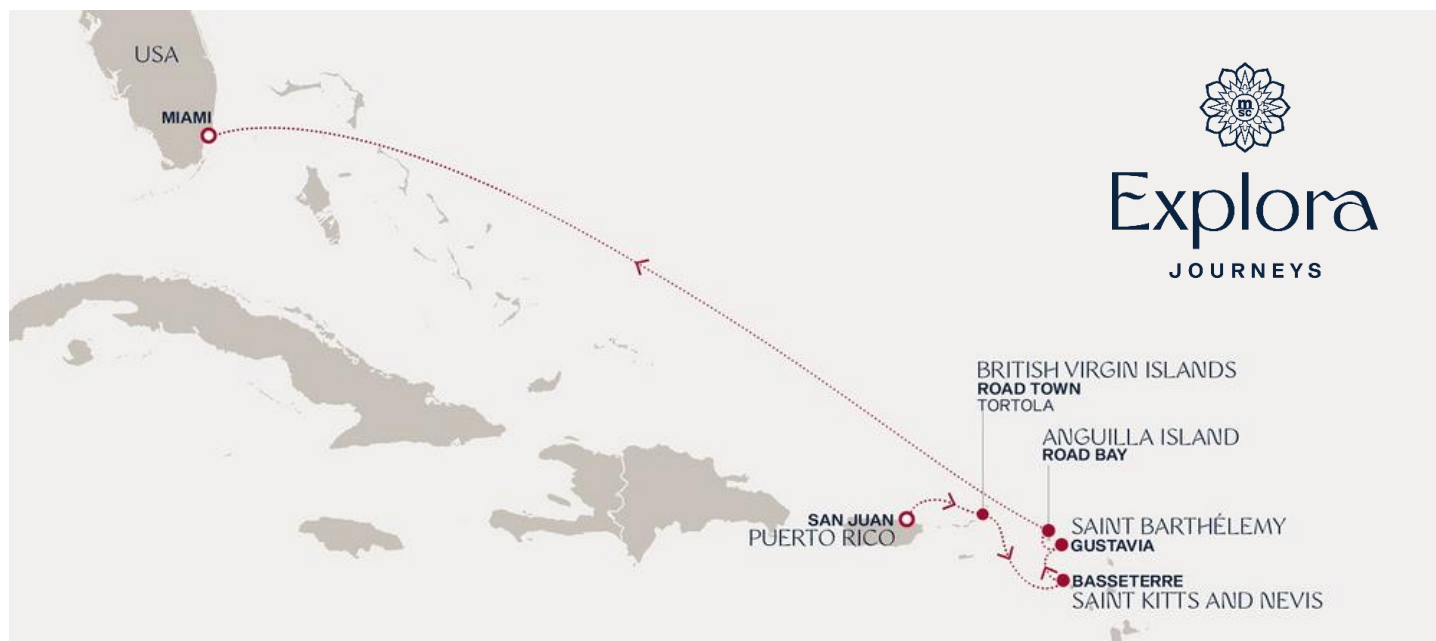 USA
MIAMI
m
sc
Explora
JOURNEYS
BRITISH VIRGIN ISLANDS
ROAD TOWN
TORTOLA
ANGUILLA ISLAND
ROAD BAY
SAN JUAN
PUERTO RICO
SAINT BARTHÉLEMY
GUSTAVIA
BASSETERRE
SAINT KITTS AND NEVIS